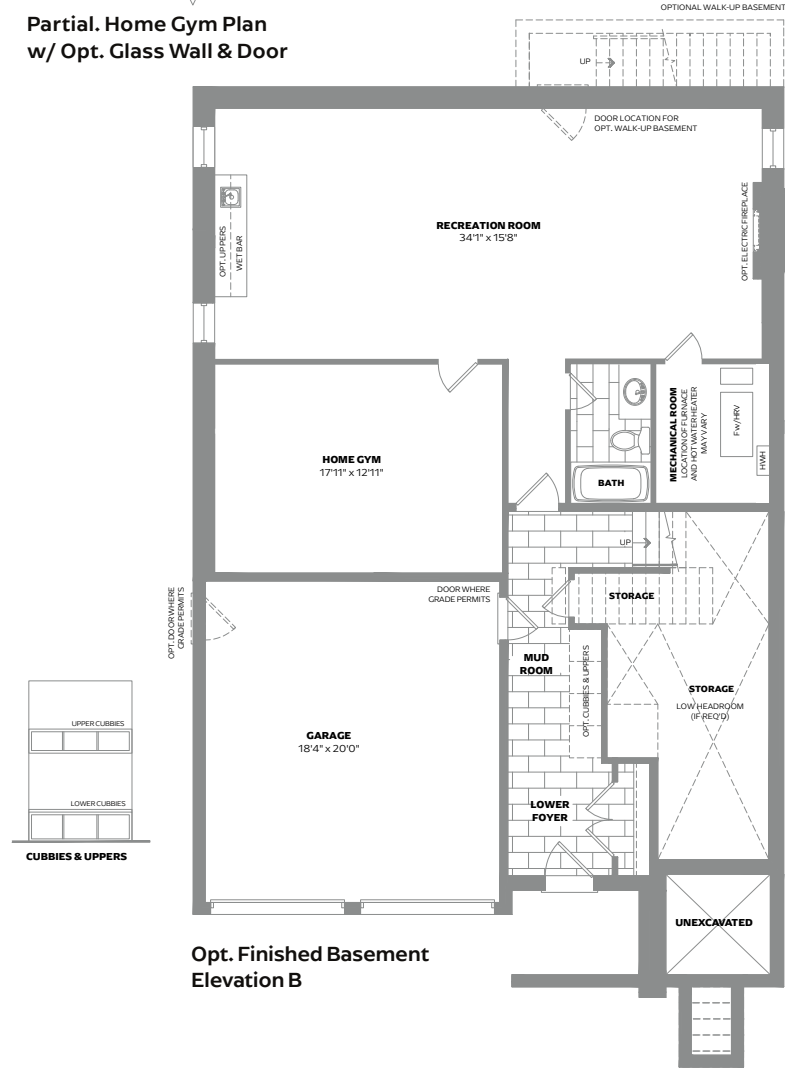 OPTIONAL WALK-UP BASEMENT
Partial. Home Gym Plan
w/ Opt. Glass Wall & Door
UP
DOOR LOCATION FOR
OPT. WALK-UP BASEMENT
OPT. UPPERS
WET BAR
RECREATION ROOM
34'1" x 15'8"
OPT. ELECTRIC FIREPLACE
HOME GYM
17'11" x 12'11"
BATH
MECHANICAL ROOM
LOCATION OF FURNACE
AND HOT WATER HEATER
MAY VARY
Fw/HRV
HWH
UP
OPT. DOOR WHERE
GRADE PERMITS
DOOR WHERE
GRADE PERMITS
STORAGE
MUD
ROOM
OPT. CUBBIES & UPPERS
STORAGE
LOW HEADROOM
(IF REQ'D)
GARAGE
18'4" x 20'0"
UPPER CUBBIES
LOWER CUBBIES
CUBBIES & UPPERS
LOWER
FOYER
UNEXCAVATED
Opt. Finished Basement
Elevation B